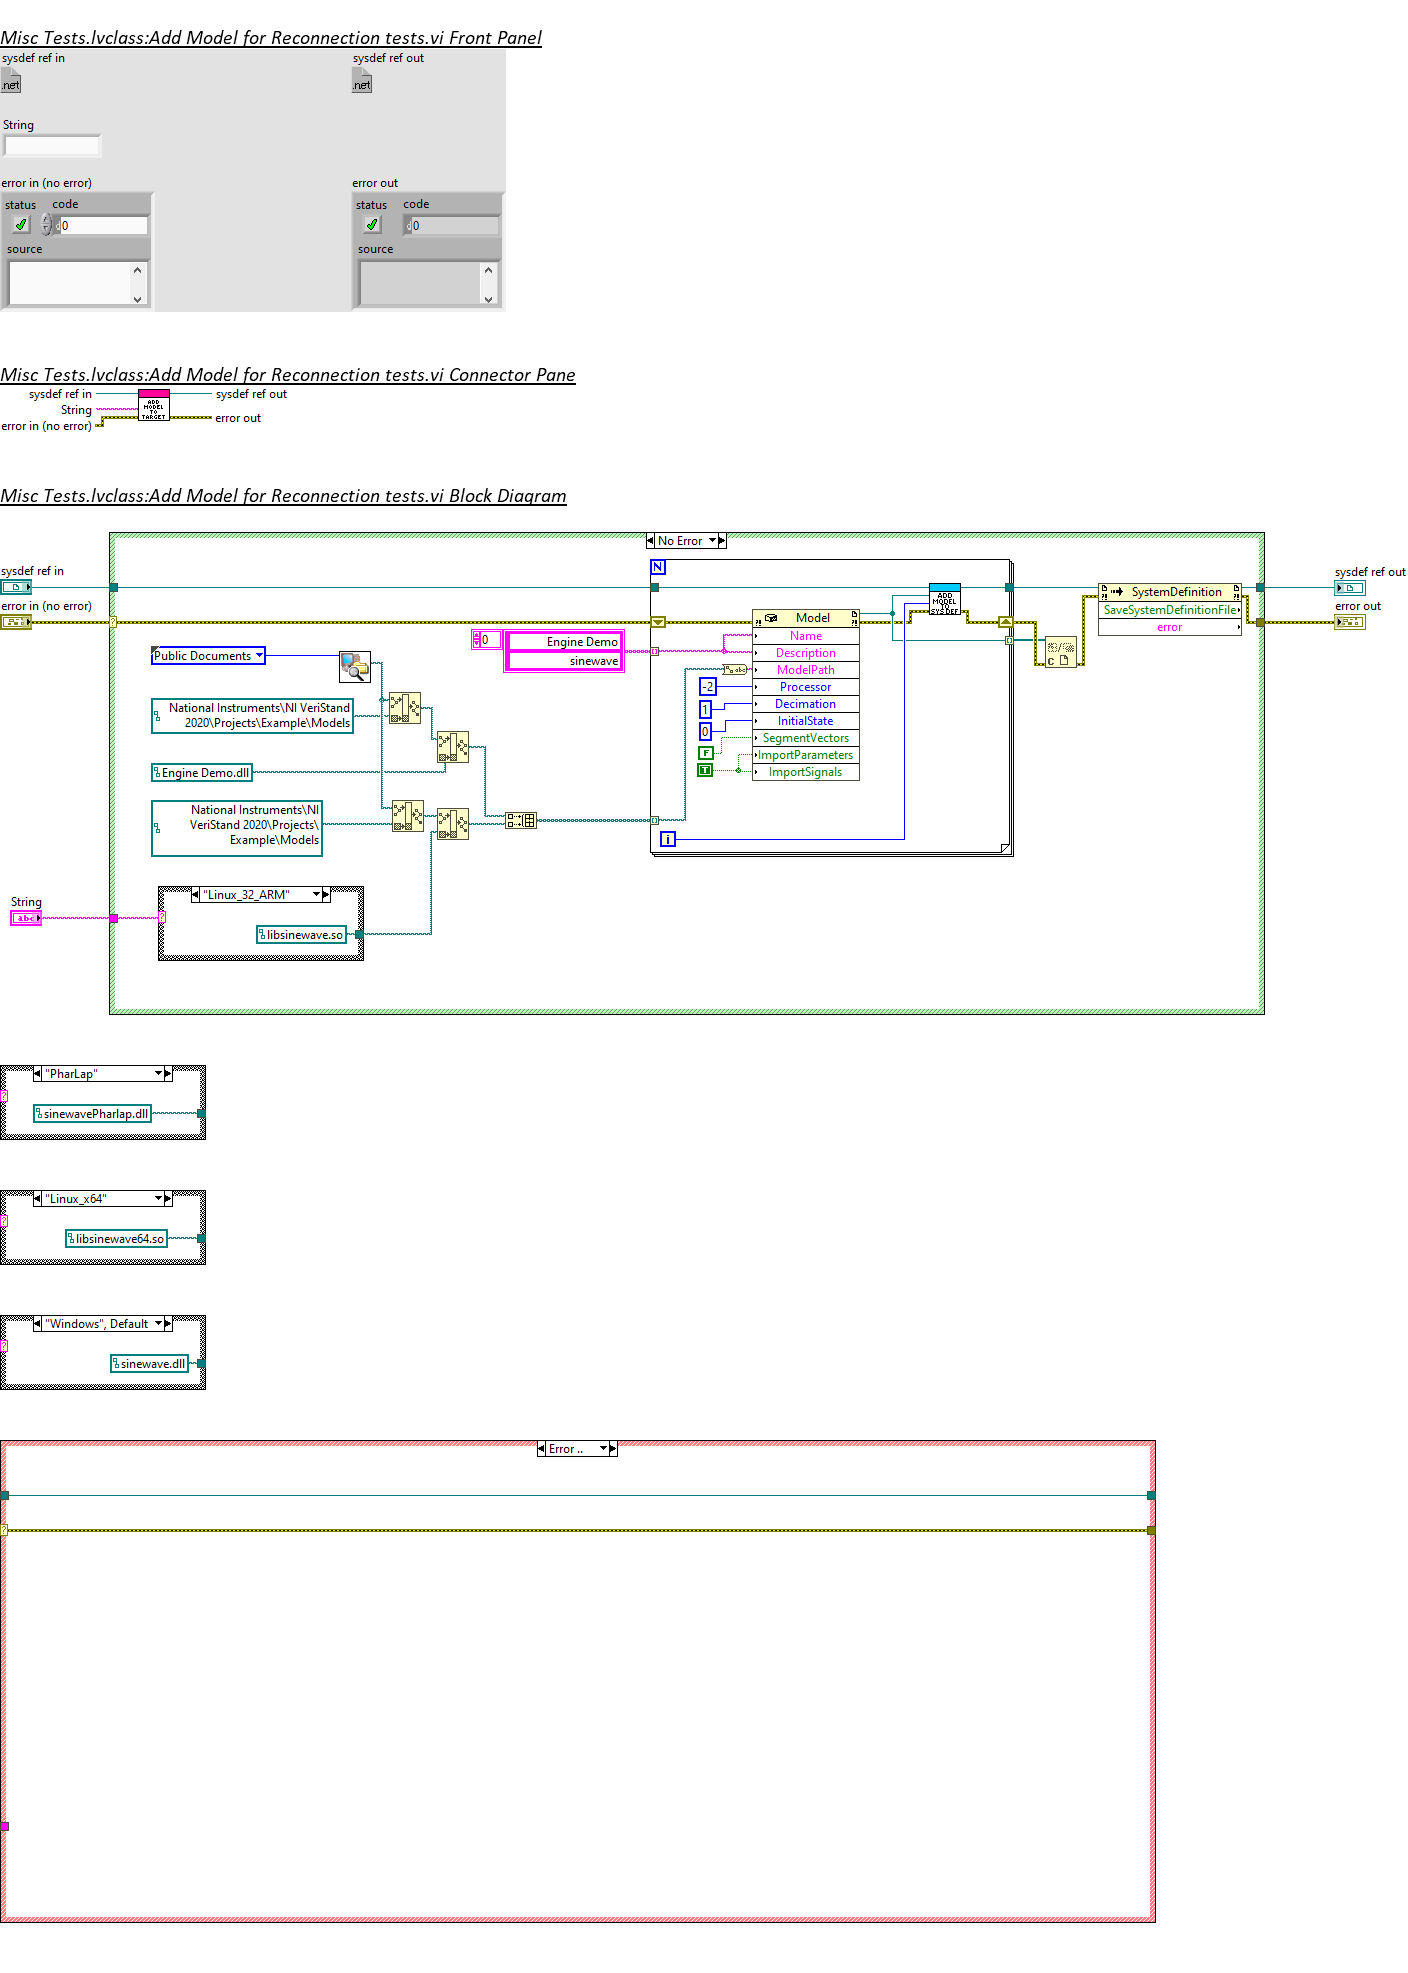 Misc Tests.lvclass:Add Model for Reconnection tests.vi Front Panel
sysdef ref in
sysdef ref out
.net
.net
String
error in (no error)
error out
status
code
status
code
0
0
source
source
Misc Tests.lvclass:Add Model for Reconnection tests.vi Connector Pane
sysdef ref in
sysdef ref out
String
error in (no error)
error out
ADD
MODEL
TO
TARGET
Misc Tests.lvclass:Add Model for Reconnection tests.vi Block Diagram
No Error
sysdef ref in
error in (no error)
N
Public Documents
National Instruments\NI VeriStand
2020\Projects\Example\Models
Engine Demo.dll
National Instruments\NI
VeriStand 2020\Projects\
Example\Models
"Linux_32_ARM"
libsinewave.so
String
abc
0
Engine Demo
sinewave
Model
Name
Description
ModelPath
Processor
Decimation
InitialState
SegmentVectors
ImportParameters
ImportSignals
-2
1
0
F
T
i
ADD
MODEL
TO
SYSDEF
C
SystemDefinition
SaveSystemDefinitionFile
error
sysdef ref out
error out
"PharLap"
sinewavePharlap.dll
"Linux_x64"
libsinewave64.so
"Windows", Default
sinewave.dll
Error ..